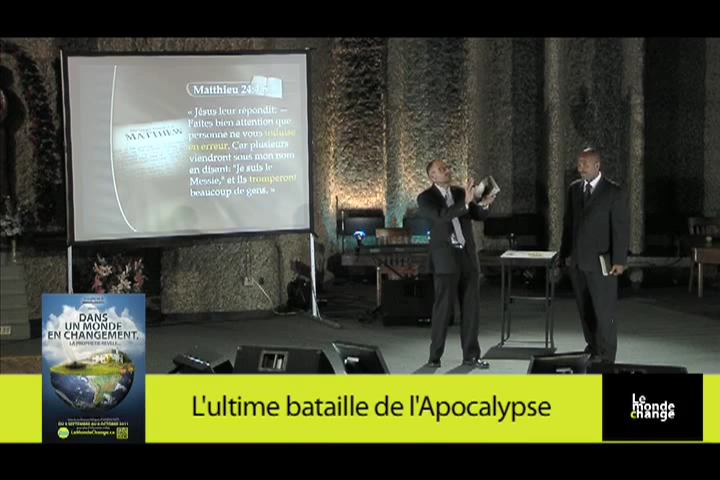 Matthieu 24:4
« Jésus leur répondit: —
Faites bien attention que
personne ne vous induise
en erreur. Car plusieurs
viendront sous mon nom
en disant: "Je suis le
Messie," et ils tromperont
beaucoup de gens. »
MATTHEW
DANS
UN MONDE
EN CHANGEMENT,
LA PROPHÉTIE RÉVÈLE...
DU 8 SEPTEMBRE AU 8 OCTOBRE 2011
LeMondeChange.ca
L'ultime bataille de l'Apocalypse
Le
monde
change